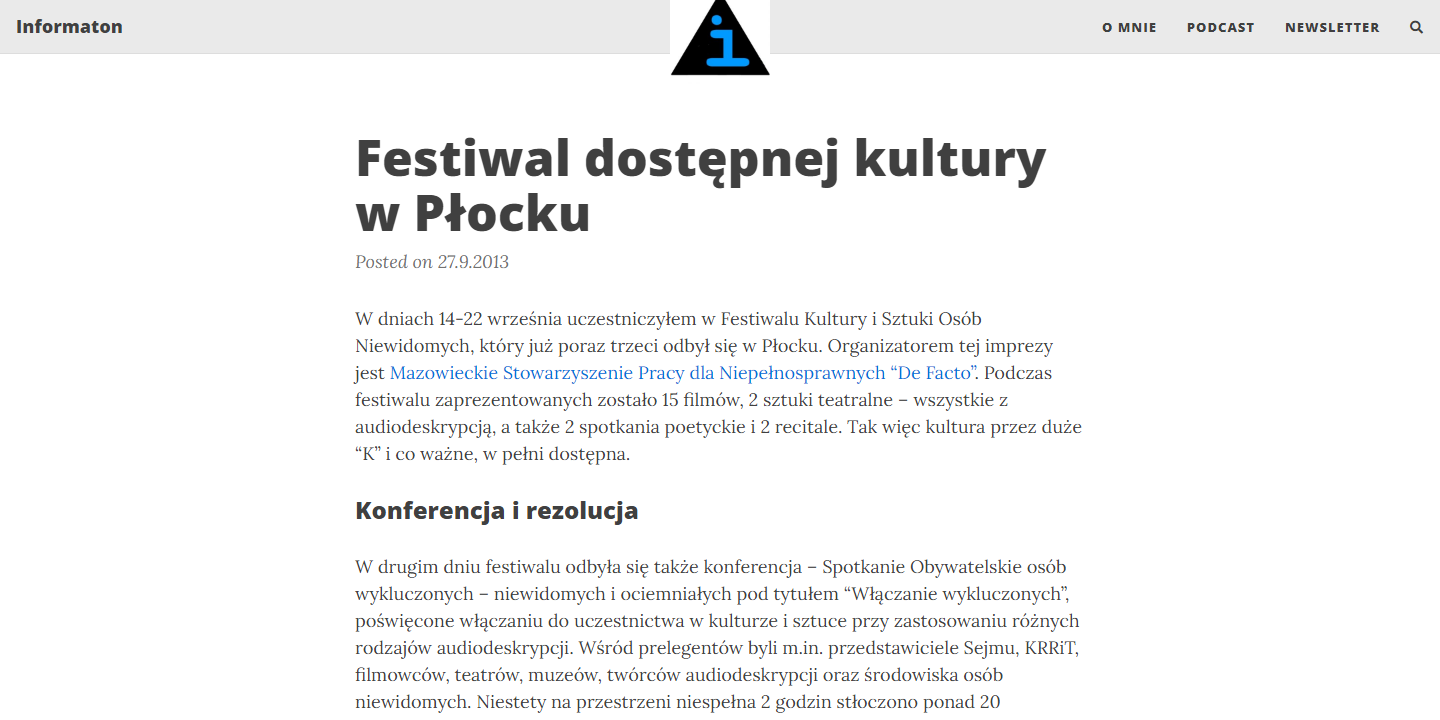 Informaton
i
O MNIE
PODCAST
NEWSLETTER
Festiwal dostępnej kultury
w Płocku
Posted on 27.9.2013
W dniach 14-22 września uczestniczyłem w Festiwalu Kultury i Sztuki Osób
Niewidomych, który już poraz trzeci odbył się w Płocku. Organizatorem tej imprezy
jest Mazowieckie Stowarzyszenie Pracy dla Niepełnosprawnych “De Facto”. Podczas
festiwalu zaprezentowanych zostało 15 filmów, 2 sztuki teatralne – wszystkie z
audiodeskrypcją, a także 2 spotkania poetyckie i 2 recitale. Tak więc kultura przez duże
“K” i co ważne, w pełni dostępna.
Konferencja i rezolucja
W drugim dniu festiwalu odbyła się także konferencja – Spotkanie Obywatelskie osób
wykluczonych – niewidomych i ociemniałych pod tytułem “Włączanie wykluczonych”,
poświęcone włączaniu do uczestnictwa w kulturze i sztuce przy zastosowaniu różnych
rodzajów audiodeskrypcji. Wśród prelegentów byli m.in. przedstawiciele Sejmu, KRRiT,
filmowców, teatrów, muzeów, twórców audiodeskrypcji oraz środowiska osób
niewidomych. Niestety na przestrzeni niespełna 2 godzin stłoczono ponad 20